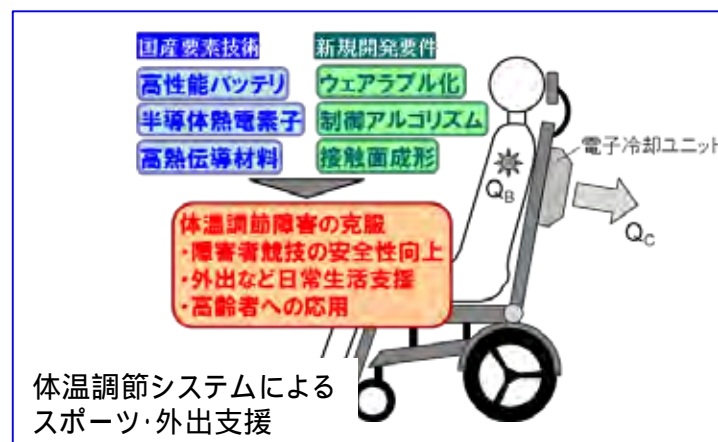 国産要素技術
新規開発要件
高性能バッテリ
ウェアラブル化
半導体熱電素子
制御アルゴリズム
高熱伝導材料
接触面成形
電子冷却ユニット
QB
QC
体温調節障害の克服
・障害者競技の安全性向上
・外出など日常生活支援
・高齢者への応用
体温調節システムによる
スポーツ・外出支援